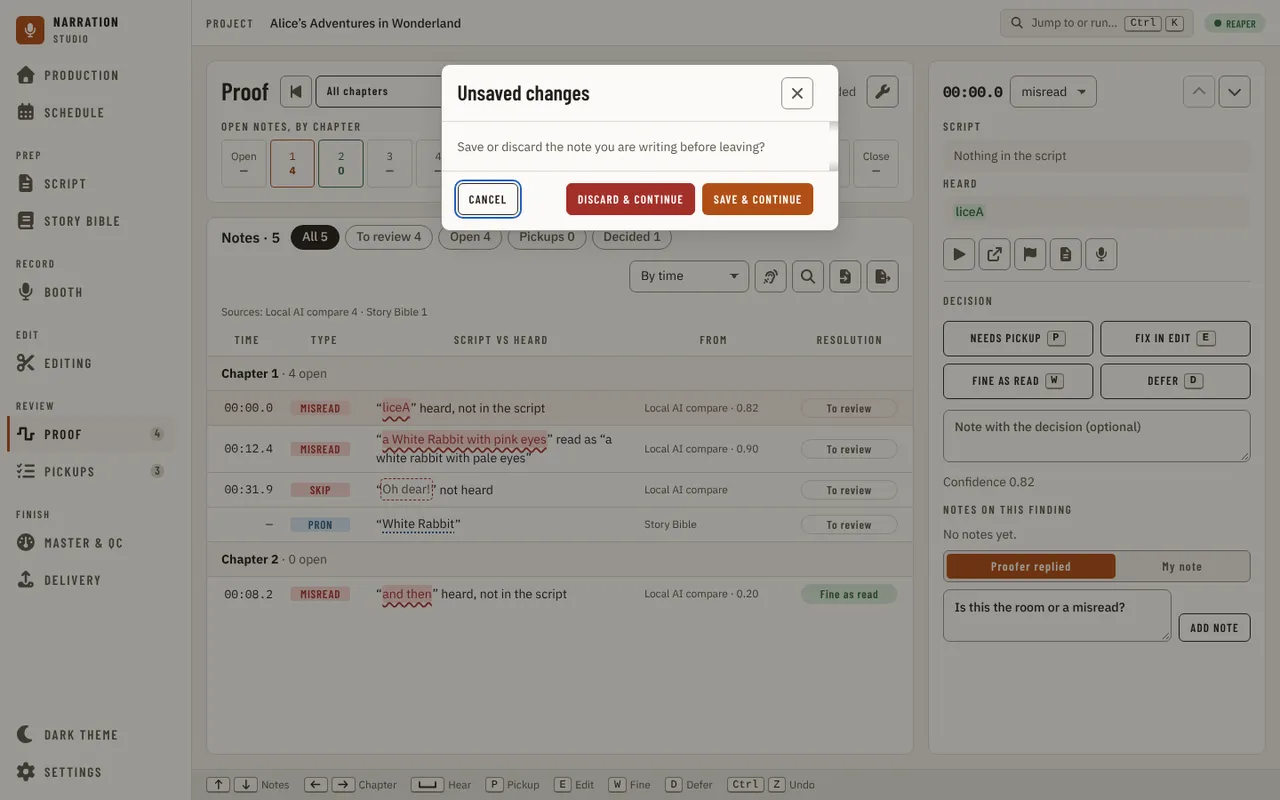 NARRATION
STUDIO
PRODUCTION
SCHEDULE
PREP
SCRIPT
STORY BIBLE
RECORD
BOOTH
EDIT
EDITING
REVIEW
PROOF 4
PICKUPS 3
FINISH
MASTER & QC
DELIVERY
DARK THEME
SETTINGS
PROJECT Alice's Adventures in Wonderland
Jump to or run... Ctrl K
REAPER
Proof All chapters
OPEN NOTES, BY CHAPTER
Open –
1 4
2 0
3 –
4
Close –
Unsaved changes
Save or discard the note you are writing before leaving?
CANCEL DISCARD & CONTINUE SAVE & CONTINUE
Notes · 5 All 5 To review 4 Open 4 Pickups 0 Decided 1
By time
Sources: Local AI compare 4 · Story Bible 1
TIME TYPE SCRIPT VS HEARD FROM RESOLUTION
Chapter 1 · 4 open
00:00.0 MISREAD “liceA” heard, not in the script Local AI compare · 0.82 To review
00:12.4 MISREAD “a White Rabbit with pink eyes” read as “a
white rabbit with pale eyes” Local AI compare · 0.90 To review
00:31.9 SKIP “Oh dear!” not heard Local AI compare To review
– PRON “White Rabbit” Story Bible To review
Chapter 2 · 0 open
00:08.2 MISREAD “and then” heard, not in the script Local AI compare · 0.20 Fine as read
00:00.0 misread
SCRIPT
Nothing in the script
HEARD
liceA
DECISION
NEEDS PICKUP P FIX IN EDIT E
FINE AS READ W DEFER D
Note with the decision (optional)
Confidence 0.82
NOTES ON THIS FINDING
No notes yet.
Proofer replied My note
Is this the room or a misread?
ADD NOTE
↑ ↓ Notes ← → Chapter Hear P Pickup E Edit W Fine D Defer Ctrl Z Undo